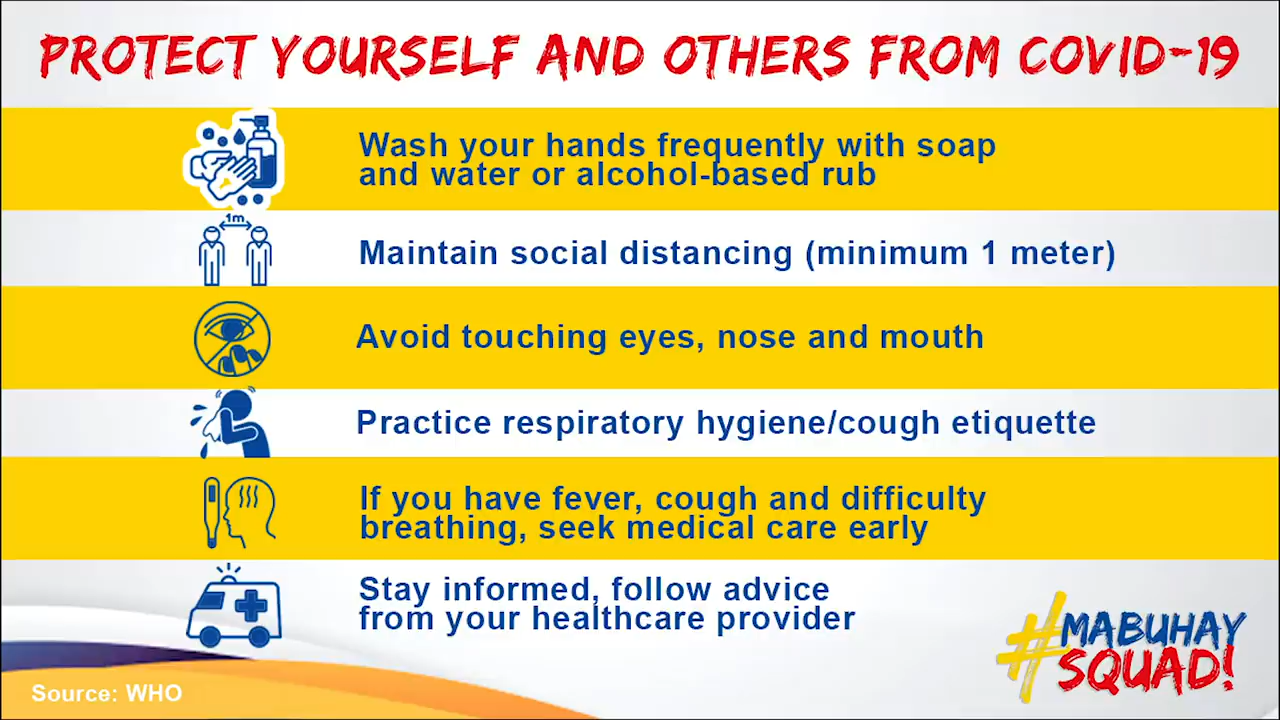 PROTECT YOURSELF AND OTHERS FROM COVID-19
Wash your hands frequently with soap
and water or alcohol-based rub
1m
Maintain social distancing (minimum 1 meter)
Avoid touching eyes, nose and mouth
Practice respiratory hygiene/cough etiquette
If you have fever, cough and difficulty
breathing, seek medical care early
Stay informed, follow advice
from your healthcare provider
#MABUHAY
SQUAD!
Source: WHO